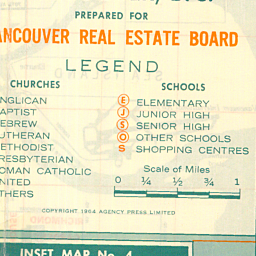 PREPARED FOR
ANCOUVER REAL ESTATE BOARD
LEGEND
CHURCHES
NGLICAN
APTIST
EBREW
UTHERAN
ETHODIST
RESBYTERIAN
OMAN CATHOLIC
NITED
THERS
SCHOOLS
E ELEMENTARY
J JUNIOR HIGH
S SENIOR HIGH
O OTHER SCHOOLS
S SHOPPING CENTRES
Scale of Miles
0 ¼ ½ ¾ 1
COPYRIGHT 1964 AGENCY PRESS LIMITED
INSET MAP No. 4